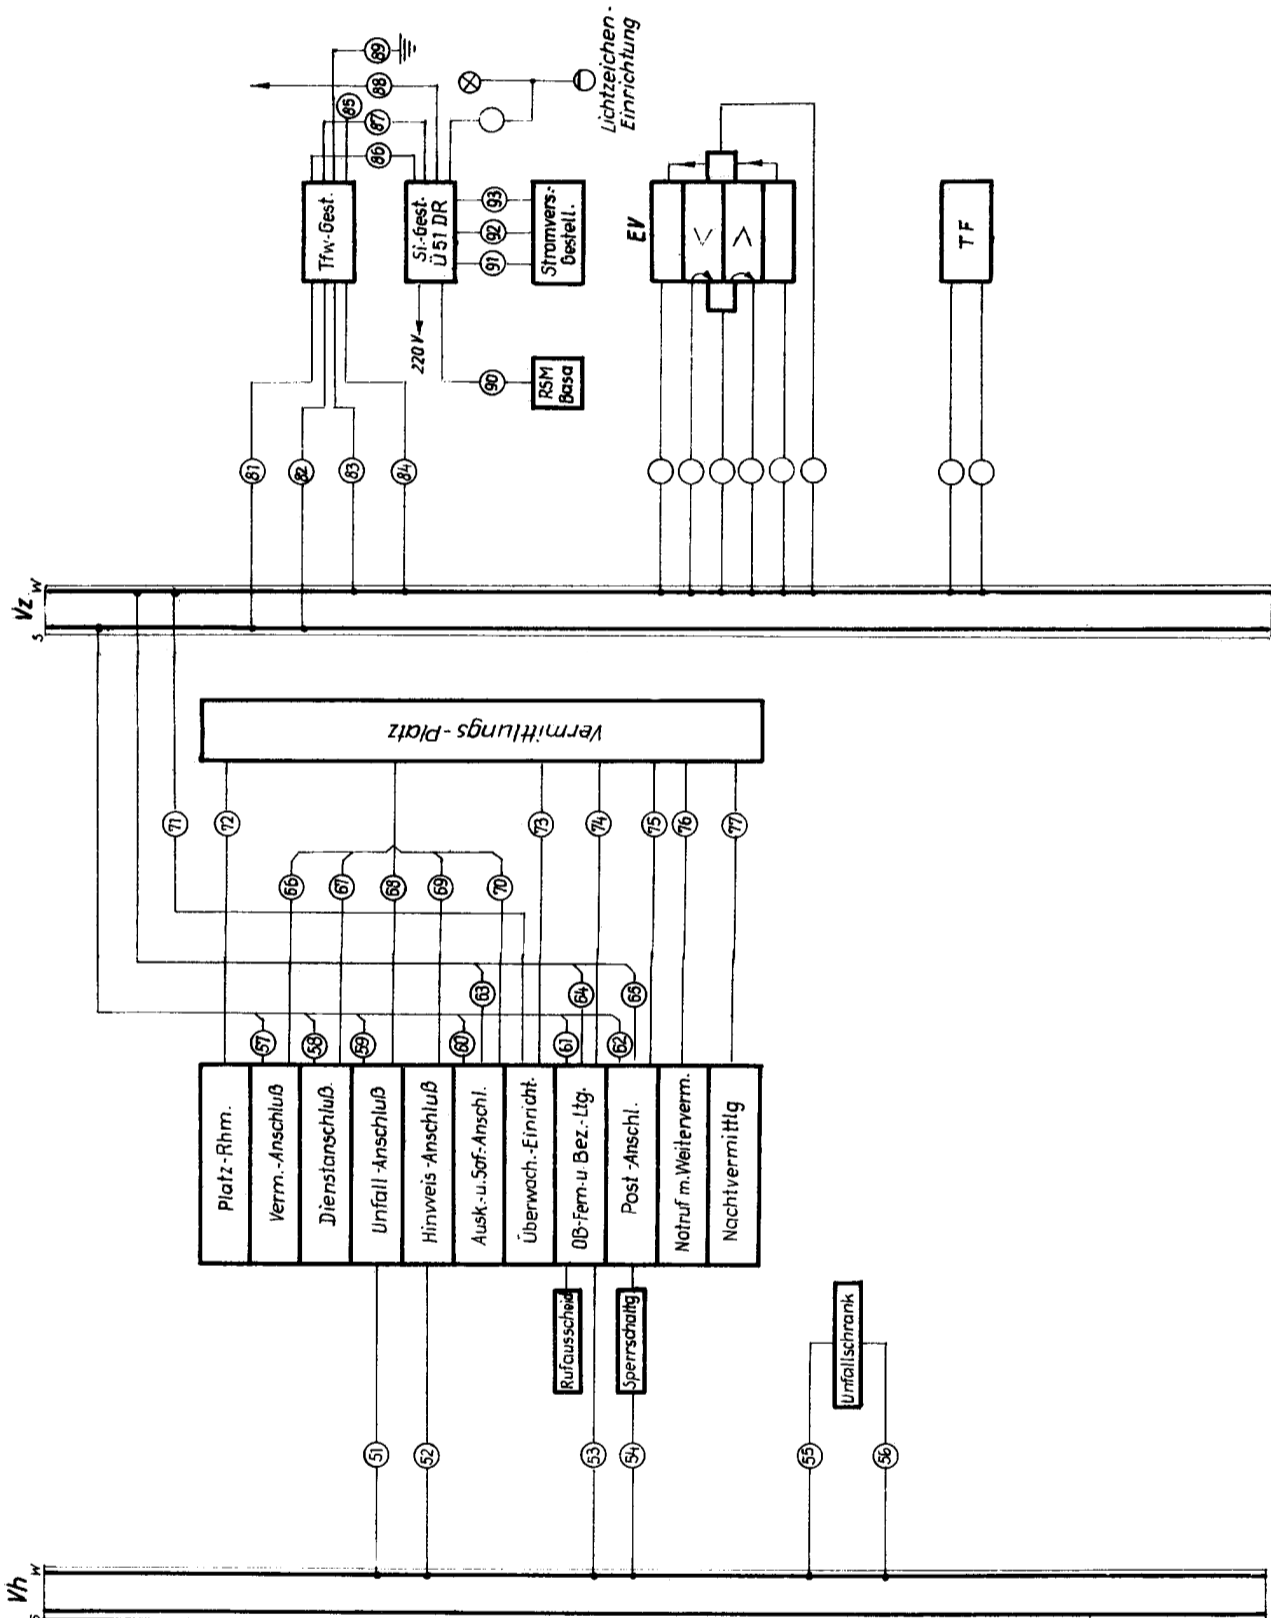 89
88
85
87
86
Lichtzeichen-
Einrichtung
Tfw-Gest.
Si.-Gest.
Ü 51 DR
93
92
91
Stromvers.-
Gestell.
220 V
90
RSM
Basa
EV
TF
81
82
83
84
Vz
W
S
Vermittlungs-Platz
71
72
73
74
75
76
77
66
67
68
69
70
63
64
65
57
58
59
60
61
62
Platz-Rhm.
Verm.-Anschluß
Dienstanschluß
Unfall-Anschluß
Hinweis-Anschluß
Ausk.-u. Saf.-Anschl.
Überwach.-Einricht.
OB-Fern-u. Bez.-Ltg.
Post-Anschl.
Notruf m. Weiterverm.
Nachtvermittlg
Rufausscheid
Sperrschaltg
Unfallschrank
51
52
53
54
55
56
Vh
W
S